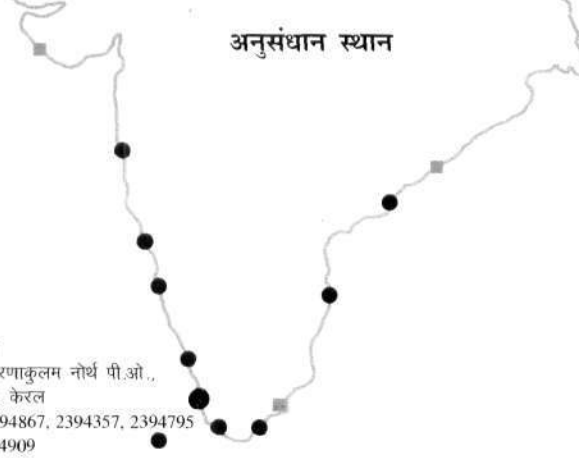 अनुसंधान स्थान
रणाकुलम नोर्थ पी.ओ.,
केरल
94867, 2394357, 2394795
4909